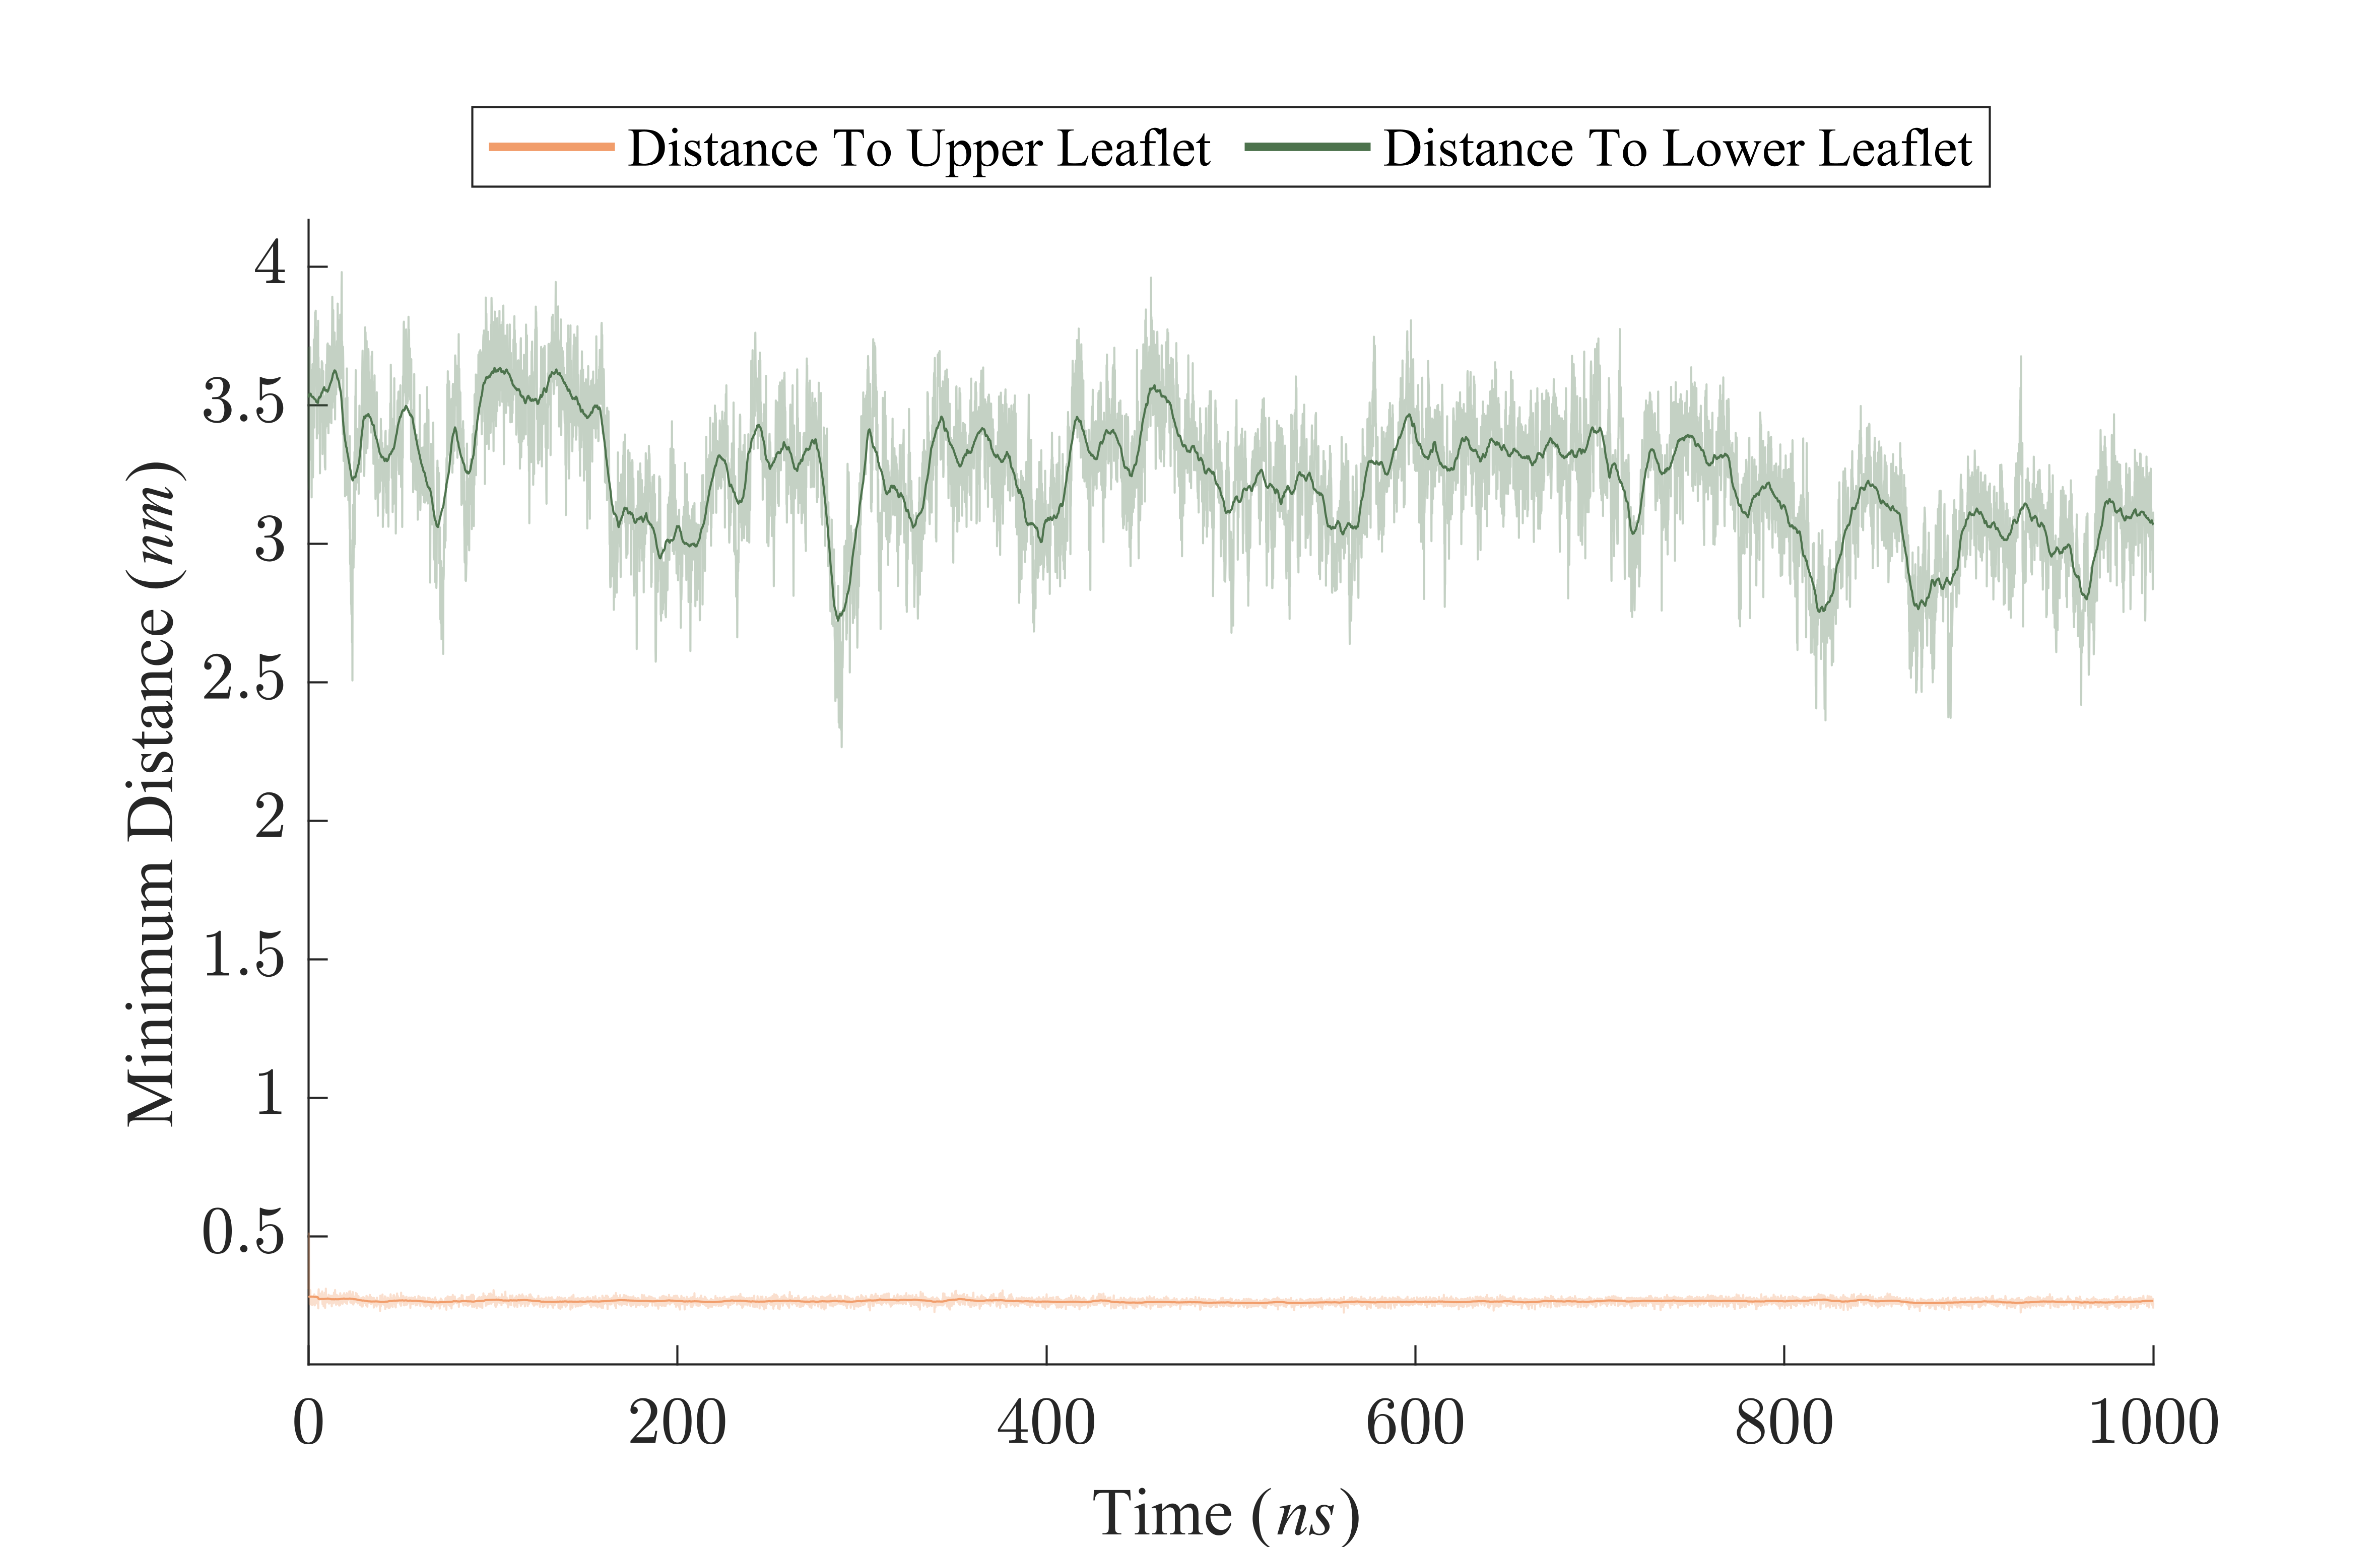 Distance To Upper Leaflet Distance To Lower Leaflet
4
3.5
3
2.5
2
1.5
1
0.5
Minimum Distance (nm)
0 200 400 600 800 1000
Time (ns)